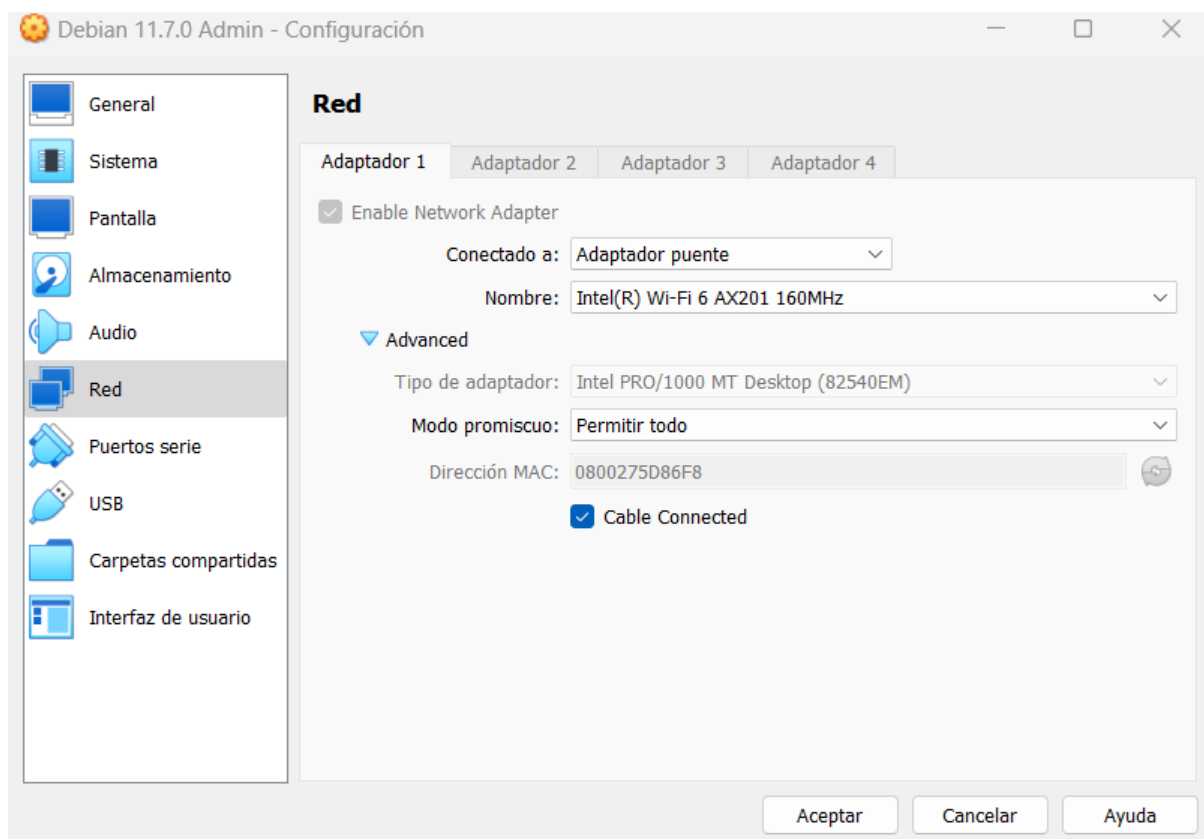 Debian 11.7.0 Admin - Configuración
General
Sistema
Pantalla
Almacenamiento
Audio
Red
Puertos serie
USB
Carpetas compartidas
Interfaz de usuario
Red
Adaptador 1 Adaptador 2 Adaptador 3 Adaptador 4
Enable Network Adapter
Conectado a: Adaptador puente
Nombre: Intel(R) Wi-Fi 6 AX201 160MHz
Advanced
Tipo de adaptador: Intel PRO/1000 MT Desktop (82540EM)
Modo promiscuo: Permitir todo
Dirección MAC: 0800275D86F8
Cable Connected
Aceptar Cancelar Ayuda